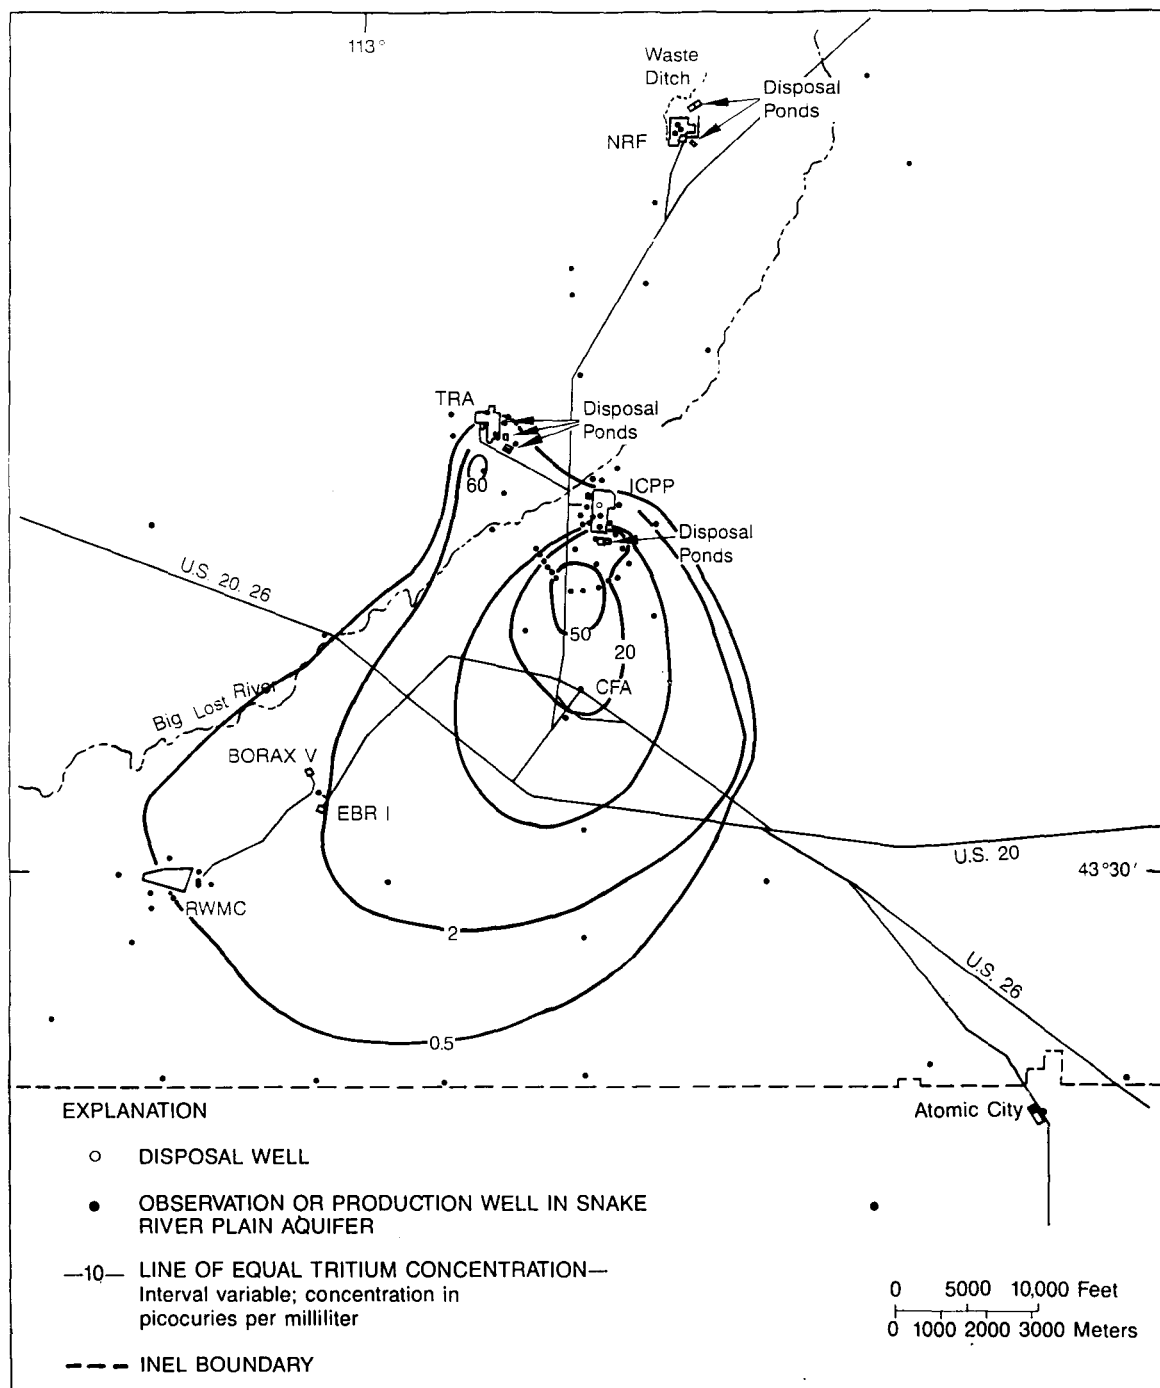 113°
Waste
Ditch
Disposal
Ponds
NRF
TRA
Disposal
Ponds
60
ICPP
Disposal
Ponds
U.S. 20. 26
50
20
CFA
Big Lost River
BORAX V
EBR I
U.S. 20
43°30′
RWMC
2
U.S. 26
0.5
Atomic City
EXPLANATION
DISPOSAL WELL
OBSERVATION OR PRODUCTION WELL IN SNAKE
RIVER PLAIN AQUIFER
—10— LINE OF EQUAL TRITIUM CONCENTRATION—
Interval variable; concentration in
picocuries per milliliter
INEL BOUNDARY
0 5000 10,000 Feet
0 1000 2000 3000 Meters